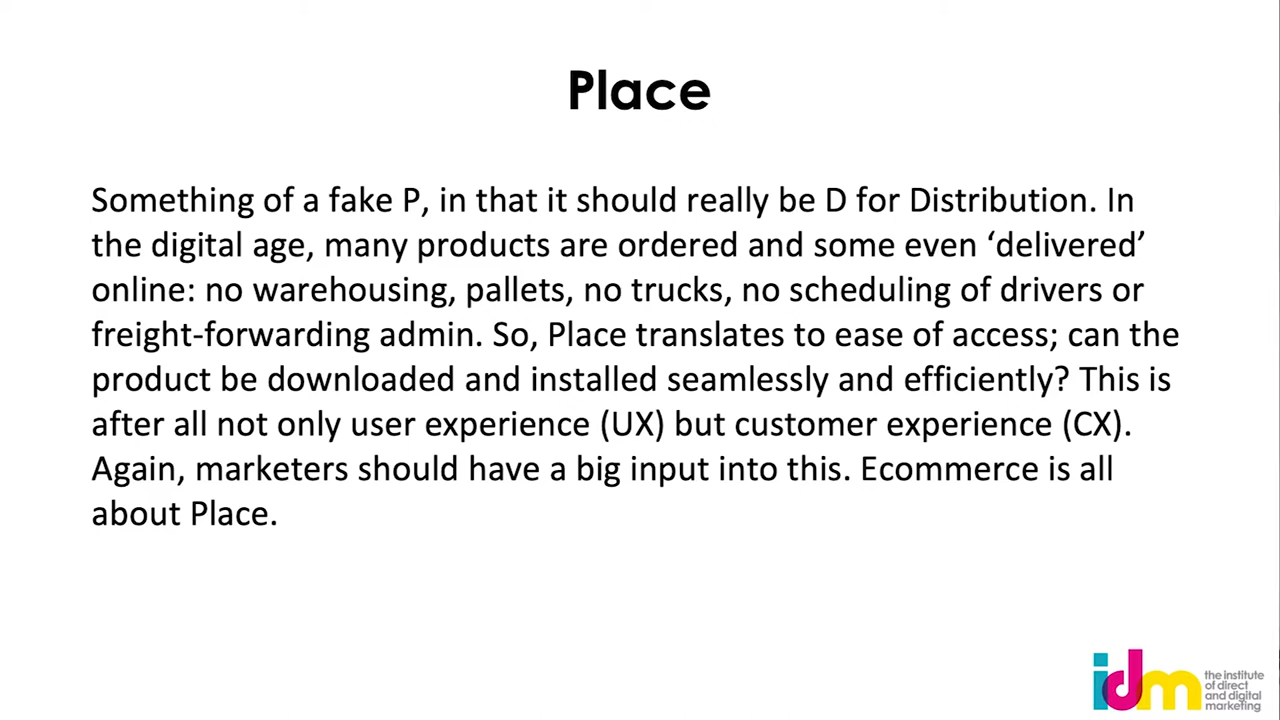 Place
Something of a fake P, in that it should really be D for Distribution. In
the digital age, many products are ordered and some even ‘delivered’
online: no warehousing, pallets, no trucks, no scheduling of drivers or
freight-forwarding admin. So, Place translates to ease of access; can the
product be downloaded and installed seamlessly and efficiently? This is
after all not only user experience (UX) but customer experience (CX).
Again, marketers should have a big input into this. Ecommerce is all
about Place.
idm
the institute
of direct
and digital
marketing